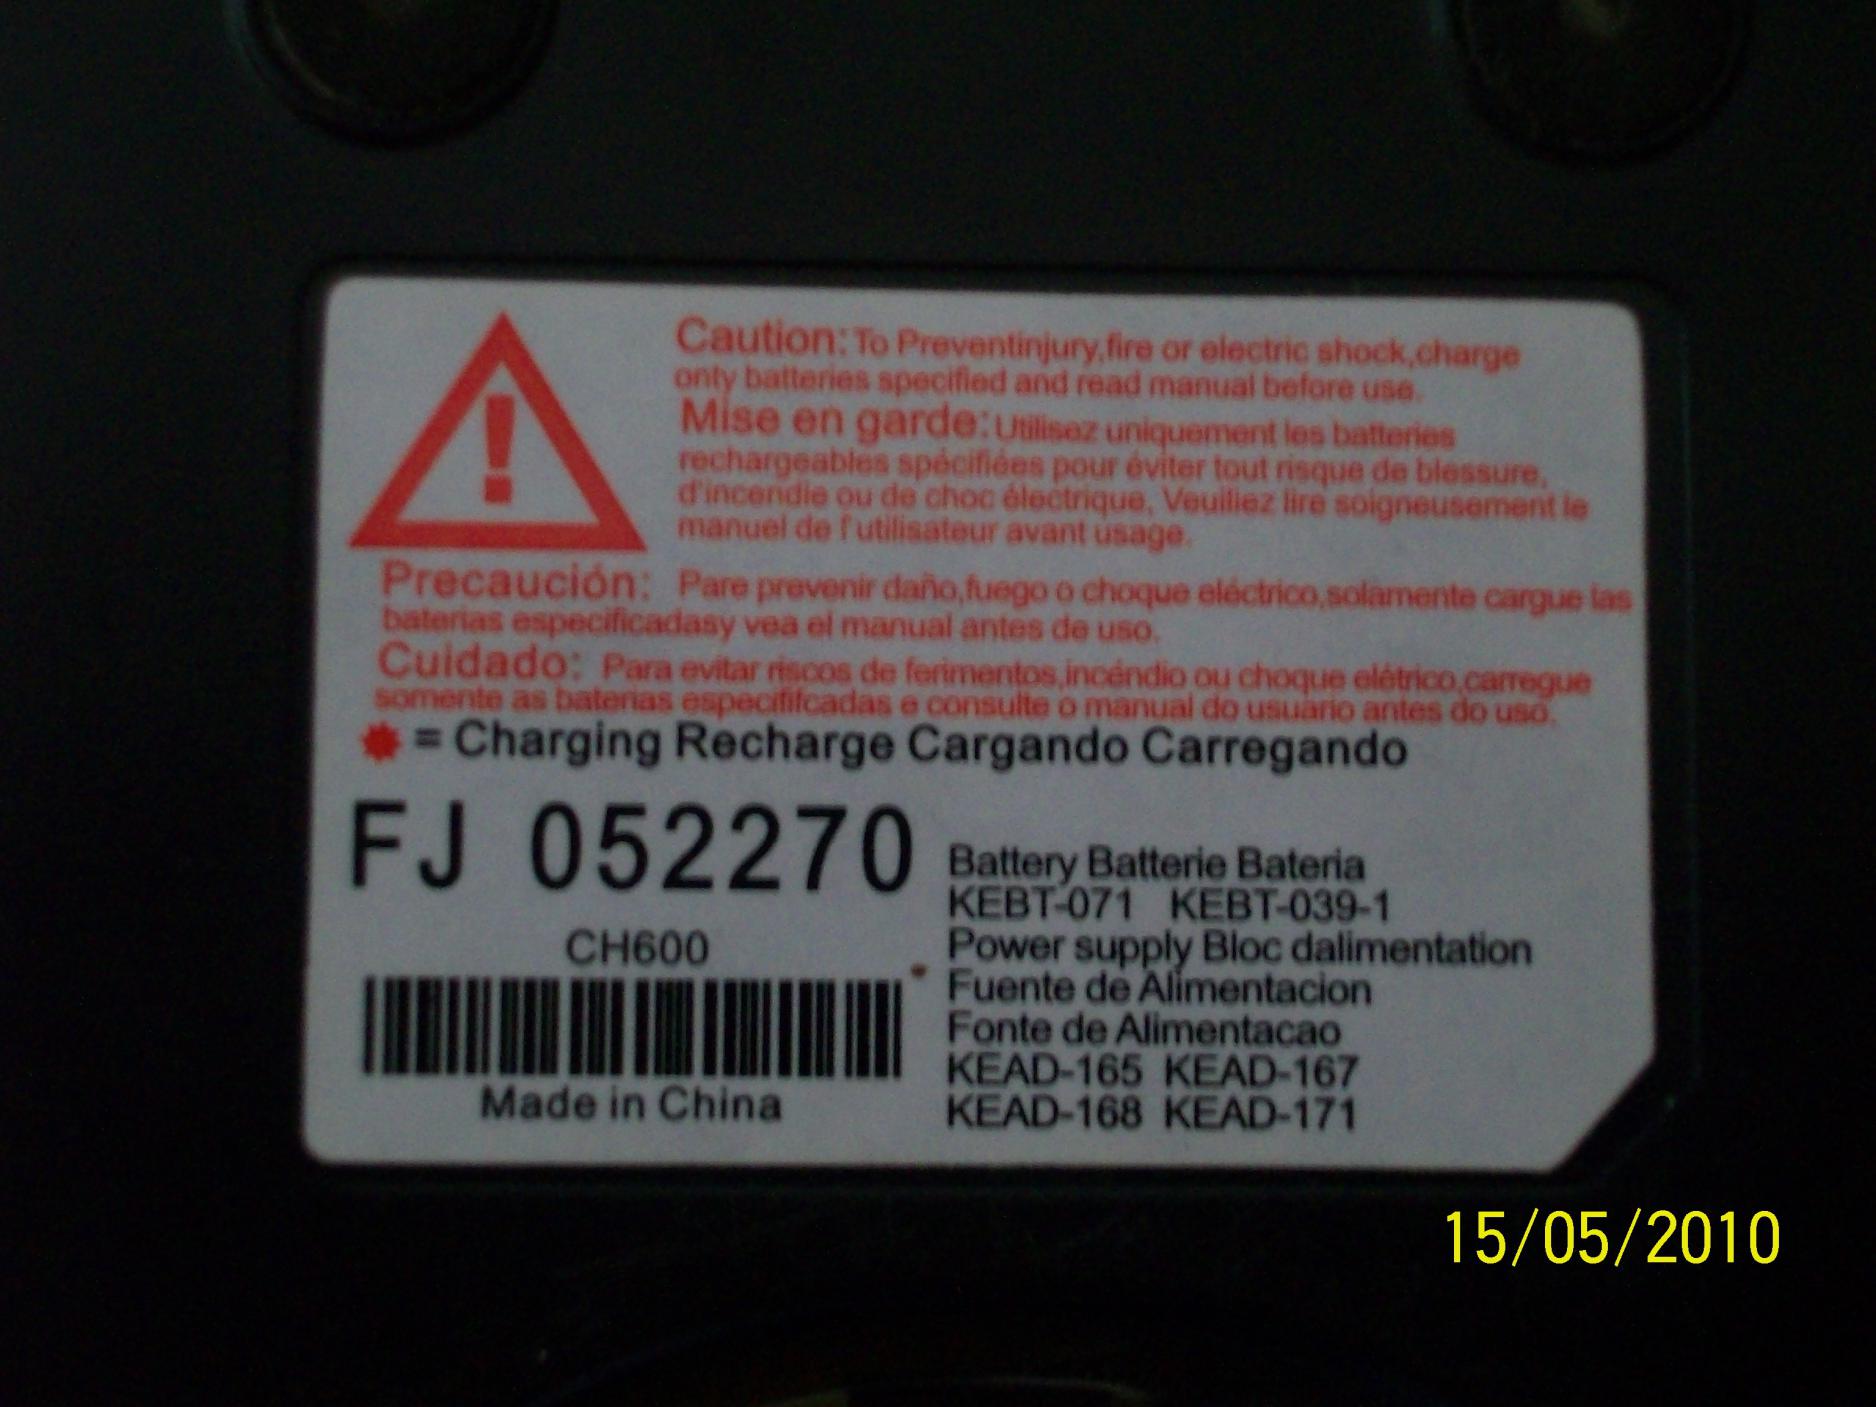 Caution: To Preventinjury,fire or electric shock,charge
only batteries specified and read manual before use.
Mise en garde: Utilisez uniquement les batteries
rechargeables spécifiées pour éviter tout risque de blessure,
d'incendie ou de choc électrique, Veuillez lire soigneusement le
manuel de l'utilisateur avant usage.
Precaución: Pare prevenir daño,fuego o choque eléctrico,solamente cargue las
baterias especificadasy vea el manual antes de uso.
Cuidado: Para evitar riscos de ferimentos,incéndio ou choque elétrico,carregue
somente as baterias especififcadas e consulte o manual do usuario antes do uso.
= Charging Recharge Cargando Carregando
FJ 052270
CH600
Made in China
Battery Batterie Bateria
KEBT-071 KEBT-039-1
Power supply Bloc dalimentation
Fuente de Alimentacion
Fonte de Alimentacao
KEAD-165 KEAD-167
KEAD-168 KEAD-171
15/05/2010